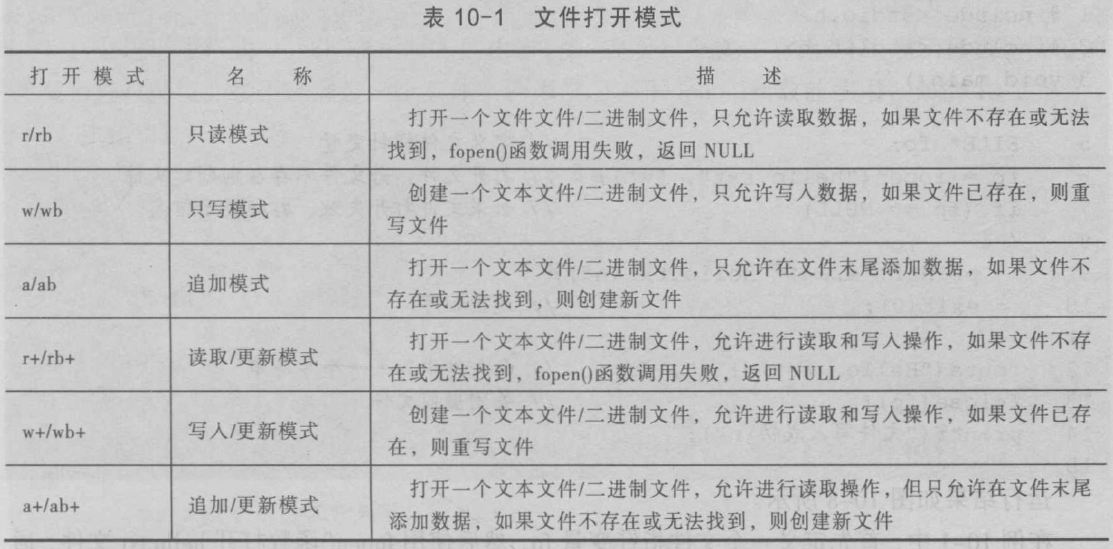 表 10-1 文件打开模式
打 开 模 式 名 称 描 述
r/rb 只读模式 打开一个文件文件/二进制文件，只允许读取数据，如果文件不存在或无法
找到，fopen()函数调用失败，返回 NULL
w/wb 只写模式 创建一个文本文件/二进制文件，只允许写入数据，如果文件已存在，则重
写文件
a/ab 追加模式 打开一个文本文件/二进制文件，只允许在文件末尾添加数据，如果文件不
存在或无法找到，则创建新文件
r+/rb+ 读取/更新模式 打开一个文本文件/二进制文件，允许进行读取和写入操作，如果文件不存
在或无法找到，fopen()函数调用失败，返回 NULL
w+/wb+ 写入/更新模式 创建一个文本文件/二进制文件，允许进行读取和写入操作，如果文件已存
在，则重写文件
a+/ab+ 追加/更新模式 打开一个文本文件/二进制文件，允许进行读取操作，但只允许在文件末尾
添加数据，如果文件不存在或无法找到，则创建新文件